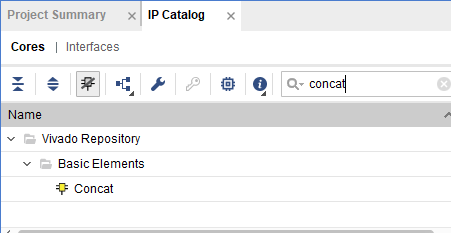 Project Summary × IP Catalog ×
Cores | Interfaces
concat
Name
Vivado Repository
Basic Elements
Concat